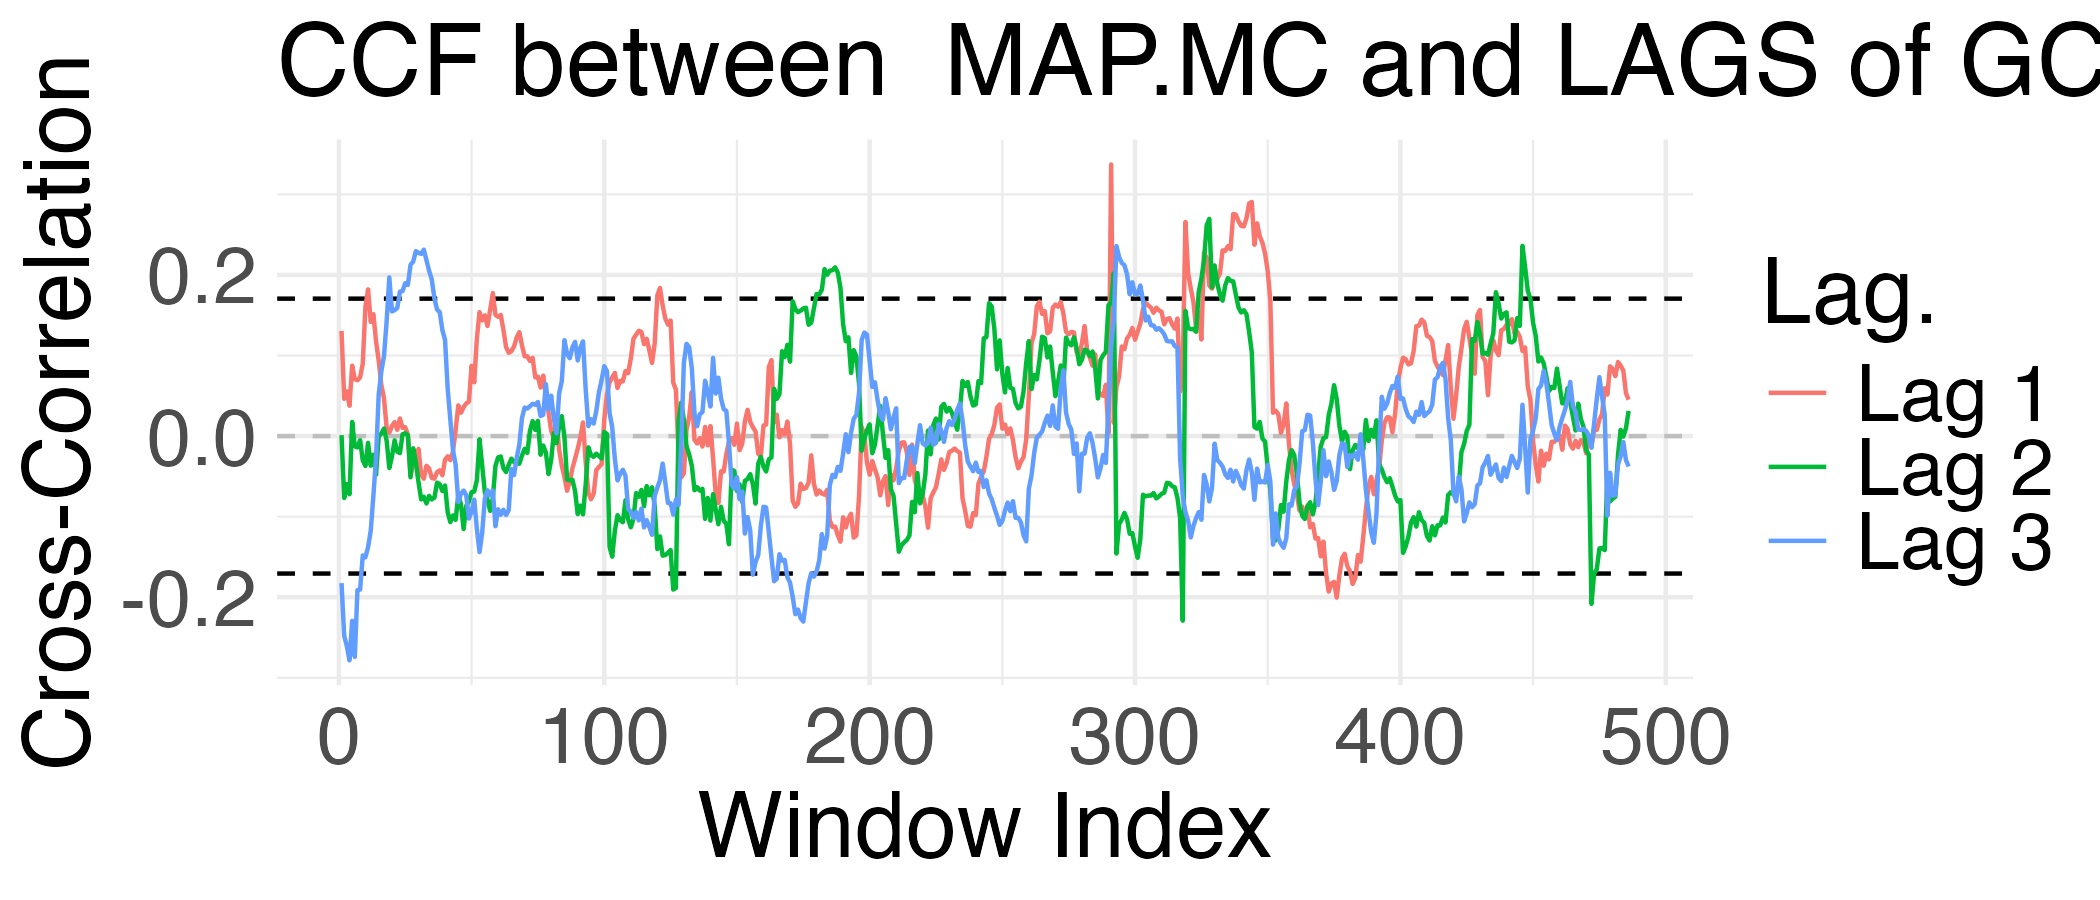 CCF between MAP.MC and LAGS of GC
Cross-Correlation
0.2
0.0
-0.2
0
100
200
300
400
500
Window Index
Lag.
Lag 1
Lag 2
Lag 3